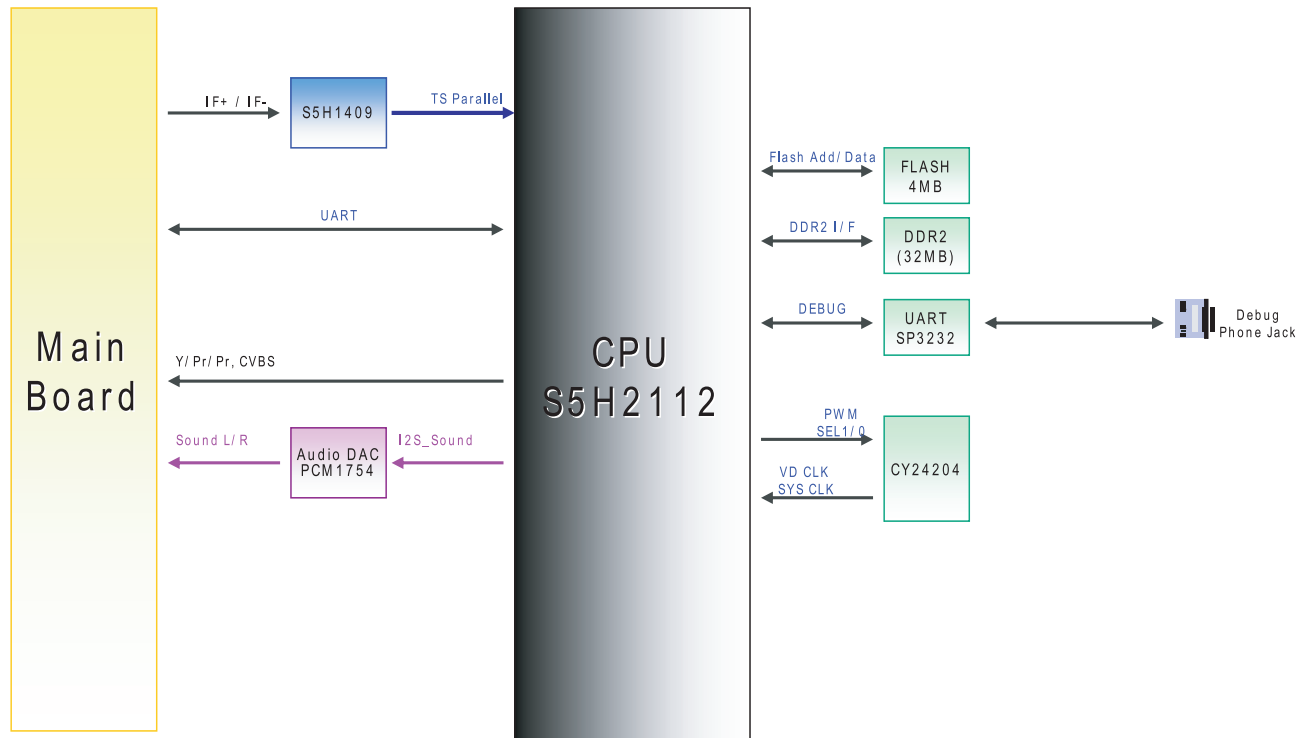 IF+ / IF-
S5H1409
TS Parallel
UART
Main
Board
Y/ Pr/ Pr, CVBS
Sound L/ R
Audio DAC
PCM1754
I2S_Sound
CPU
S5H2112
Flash Add/ Data
FLASH
4MB
DDR2 I / F
DDR2
(32MB)
DEBUG
UART
SP3232
Debug
Phone Jack
PWM
SEL1/ 0
VD CLK
SYS CLK
CY24204